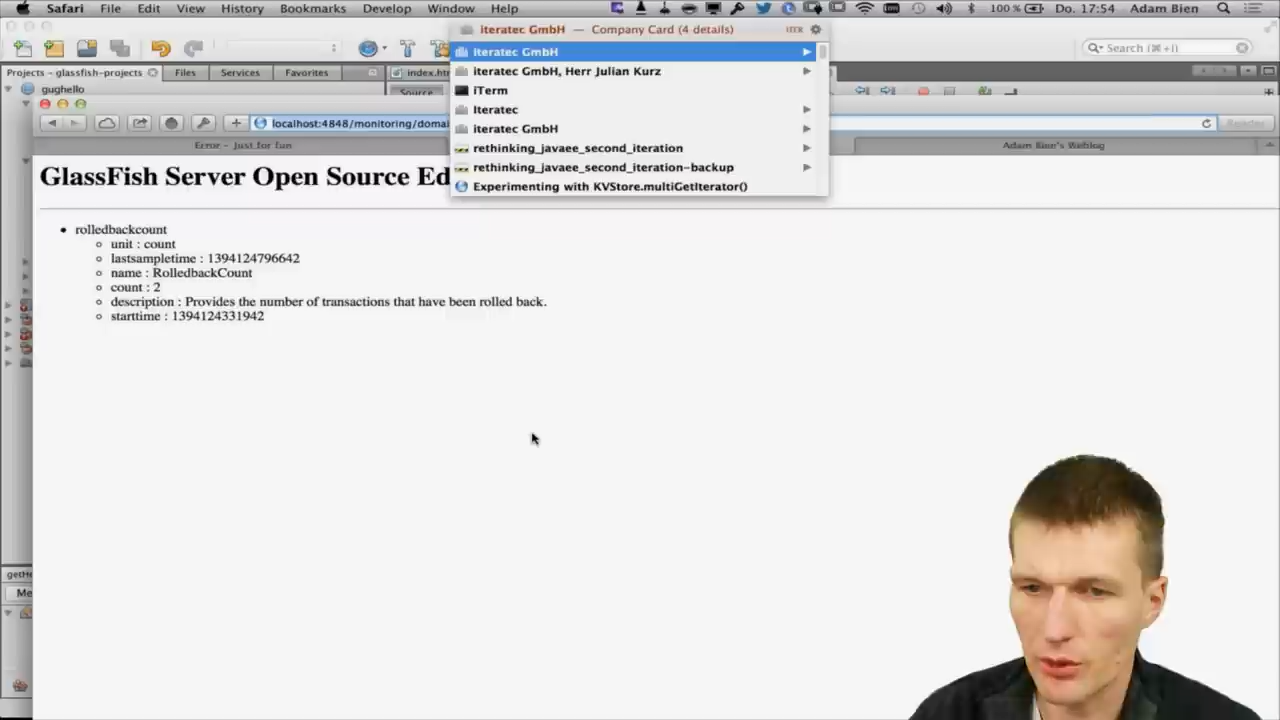 Safari File Edit View History Bookmarks Develop Window Help 100 % Do. 17:54 Adam Bien
iteratec GmbH — Company Card (4 details) ITER
iteratec GmbH
iteratec GmbH, Herr Julian Kurz
iTerm
Iteratec
iteratec GmbH
rethinking_javaee_second_iteration
rethinking_javaee_second_iteration-backup
Experimenting with KVStore.multiGetIterator()
Search (⌘+I)
Projects – glassfish-projects Files Services Favorites
gughello
Source
localhost:4848/monitoring/doma
Reader
Error – Just for fun Adam Bien's Weblog
GlassFish Server Open Source Ed
rolledbackcount
unit : count
lastsampletime : 1394124796642
name : RolledbackCount
count : 2
description : Provides the number of transactions that have been rolled back.
starttime : 1394124331942